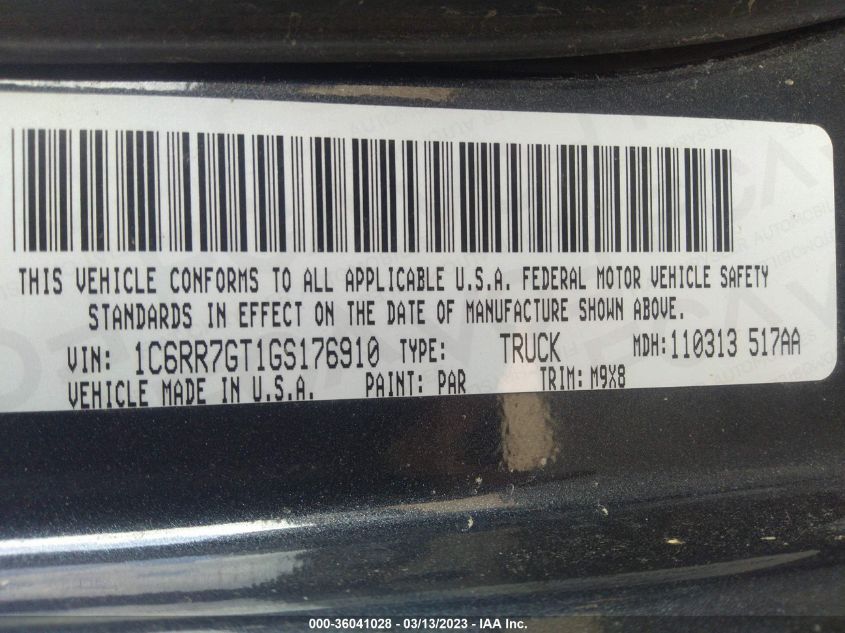 THIS VEHICLE CONFORMS TO ALL APPLICABLE U.S.A. FEDERAL MOTOR VEHICLE SAFETY
STANDARDS IN EFFECT ON THE DATE OF MANUFACTURE SHOWN ABOVE.
VIN: 1C6RR7GT1GS176910 TYPE: TRUCK MDH: 110313 517AA
VEHICLE MADE IN U.S.A. PAINT: PAR TRIM: M9X8
000-36041028 - 03/13/2023 - IAA Inc.